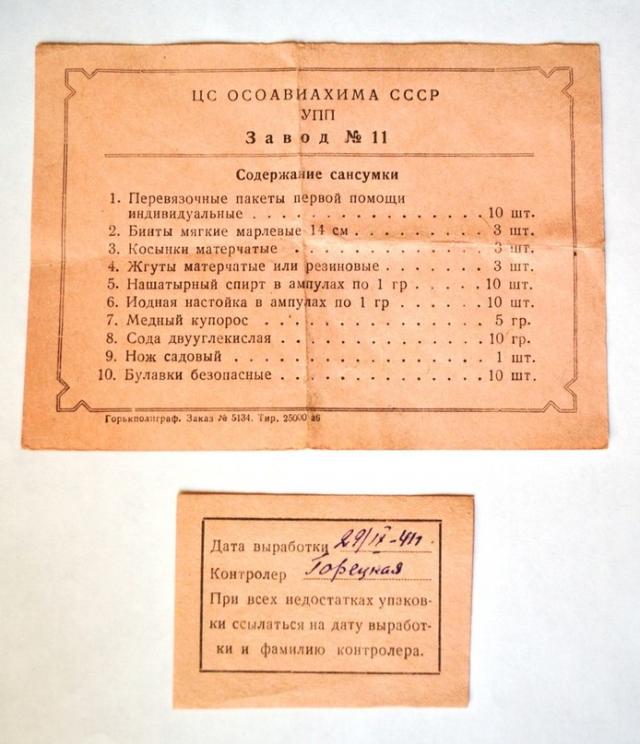 ЦС ОСОАВИАХИМА СССР
УПП
Завод № 11
Содержание сансумки
1. Перевязочные пакеты первой помощи
индивидуальные . . . . . . . . . . . . . . . . 10 шт.
2. Бинты мягкие марлевые 14 см . . . . . . . . . 3 шт.
3. Косынки матерчатые . . . . . . . . . . . . . . 3 шт.
4. Жгуты матерчатые или резиновые . . . . . . . 3 шт.
5. Нашатырный спирт в ампулах по 1 гр . . . . . 10 шт.
6. Иодная настойка в ампулах по 1 гр . . . . . . 10 шт.
7. Медный купорос . . . . . . . . . . . . . . . 5 гр.
8. Сода двууглекислая . . . . . . . . . . . . . . 10 гр.
9. Нож садовый . . . . . . . . . . . . . . . . . 1 шт.
10. Булавки безопасные . . . . . . . . . . . . . . 10 шт.
Горькполиграф. Заказ № 5134. Тир. 25000
Дата выработки 29/IX-41г.
Контролер Горецкая
При всех недостатках упаков-
ки ссылаться на дату выработ-
ки и фамилию контролера.